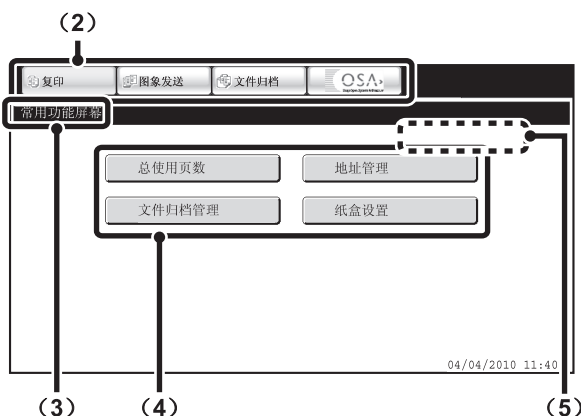 (2)
复印 图象发送 文件归档 OSA
常用功能屏幕
总使用页数 地址管理
文件归档管理 纸盒设置
04/04/2010 11:40
(3) (4) (5)